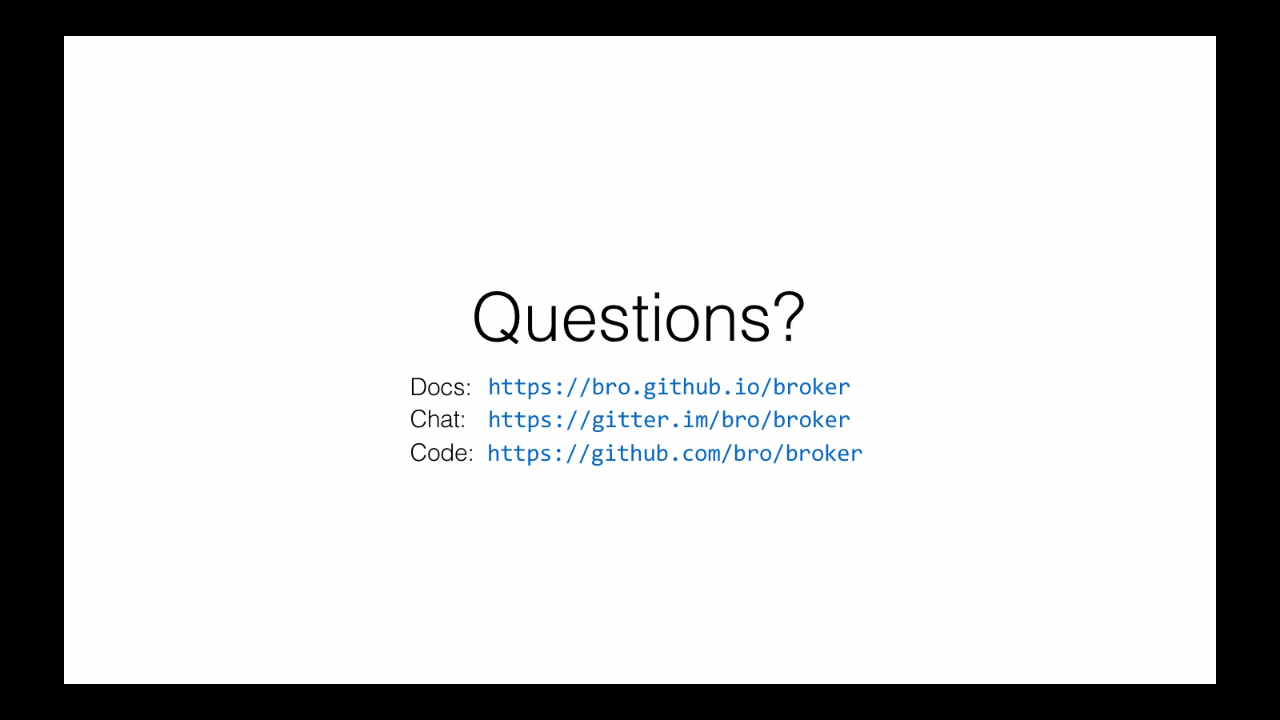 Questions?
Docs: https://bro.github.io/broker
Chat: https://gitter.im/bro/broker
Code: https://github.com/bro/broker